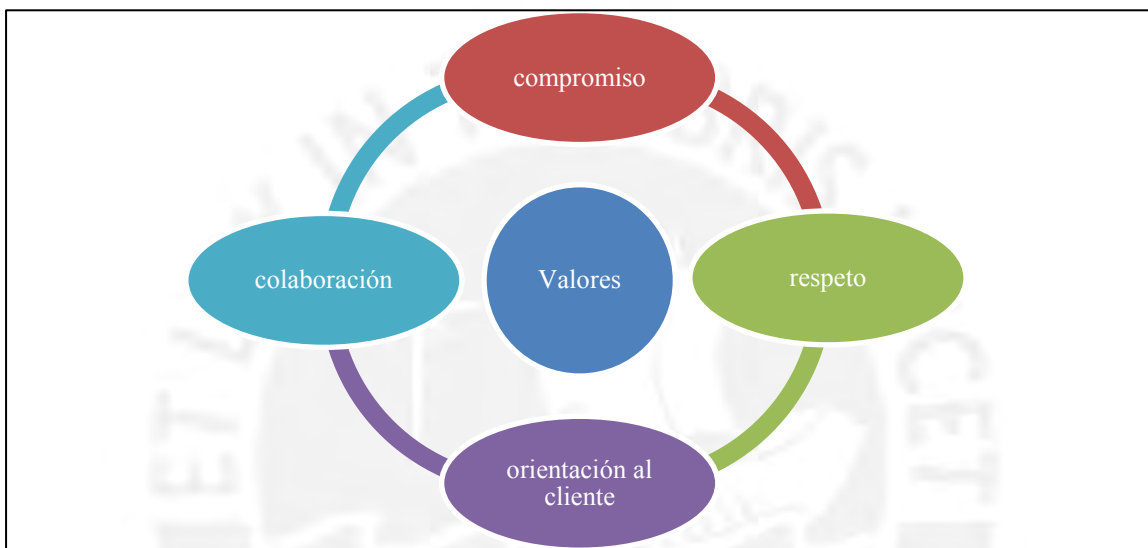 compromiso
colaboración
Valores
respeto
orientación al
cliente